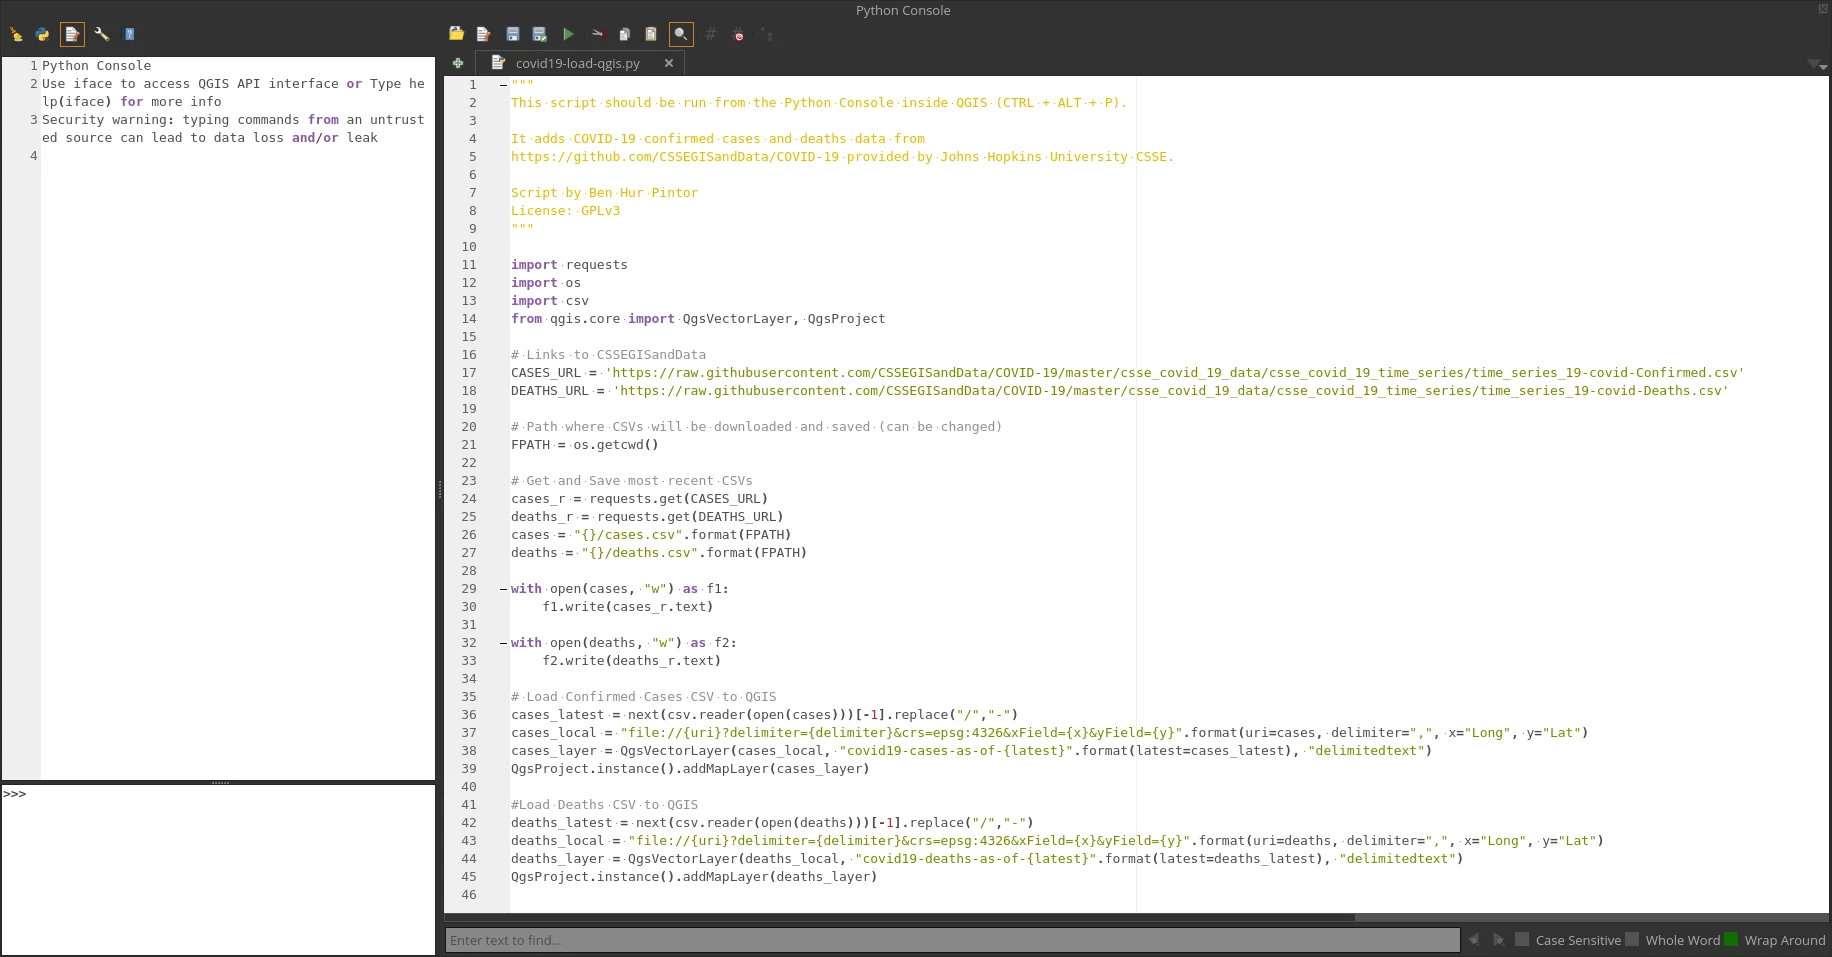 Python Console
covid19-load-qgis.py
1 Python Console
2 Use iface to access QGIS API interface or Type he
lp(iface) for more info
3 Security warning: typing commands from an untrust
ed source can lead to data loss and/or leak
4
>>>
1 """
2 This script should be run from the Python Console inside QGIS (CTRL + ALT + P).
3
4 It adds COVID-19 confirmed cases and deaths data from
5 https://github.com/CSSEGISandData/COVID-19 provided by Johns Hopkins University CSSE.
6
7 Script by Ben Hur Pintor
8 License: GPLv3
9 """
10
11 import requests
12 import os
13 import csv
14 from qgis.core import QgsVectorLayer, QgsProject
15
16 # Links to CSSEGISandData
17 CASES_URL = 'https://raw.githubusercontent.com/CSSEGISandData/COVID-19/master/csse_covid_19_data/csse_covid_19_time_series/time_series_19-covid-Confirmed.csv'
18 DEATHS_URL = 'https://raw.githubusercontent.com/CSSEGISandData/COVID-19/master/csse_covid_19_data/csse_covid_19_time_series/time_series_19-covid-Deaths.csv'
19
20 # Path where CSVs will be downloaded and saved (can be changed)
21 FPATH = os.getcwd()
22
23 # Get and Save most recent CSVs
24 cases_r = requests.get(CASES_URL)
25 deaths_r = requests.get(DEATHS_URL)
26 cases = "{}/cases.csv".format(FPATH)
27 deaths = "{}/deaths.csv".format(FPATH)
28
29 with open(cases, "w") as f1:
30     f1.write(cases_r.text)
31
32 with open(deaths, "w") as f2:
33     f2.write(deaths_r.text)
34
35 # Load Confirmed Cases CSV to QGIS
36 cases_latest = next(csv.reader(open(cases)))[-1].replace("/","-")
37 cases_local = "file://{uri}?delimiter={delimiter}&crs=epsg:4326&xField={x}&yField={y}".format(uri=cases, delimiter=",", x="Long", y="Lat")
38 cases_layer = QgsVectorLayer(cases_local, "covid19-cases-as-of-{latest}".format(latest=cases_latest), "delimitedtext")
39 QgsProject.instance().addMapLayer(cases_layer)
40
41 #Load Deaths CSV to QGIS
42 deaths_latest = next(csv.reader(open(deaths)))[-1].replace("/","-")
43 deaths_local = "file://{uri}?delimiter={delimiter}&crs=epsg:4326&xField={x}&yField={y}".format(uri=deaths, delimiter=",", x="Long", y="Lat")
44 deaths_layer = QgsVectorLayer(deaths_local, "covid19-deaths-as-of-{latest}".format(latest=deaths_latest), "delimitedtext")
45 QgsProject.instance().addMapLayer(deaths_layer)
46
Enter text to find...
Case Sensitive Whole Word Wrap Around